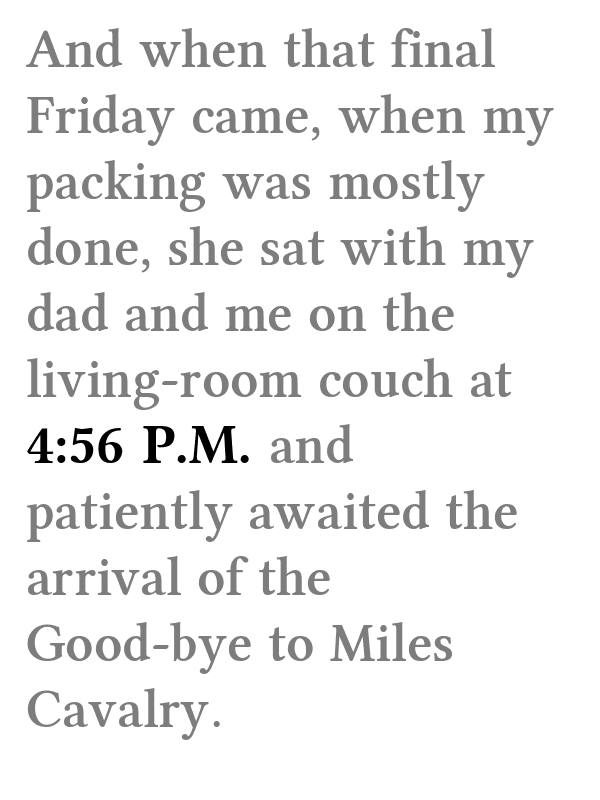 And when that final
Friday came, when my
packing was mostly
done, she sat with my
dad and me on the
living-room couch at
4:56 P.M. and
patiently awaited the
arrival of the
Good-bye to Miles
Cavalry.